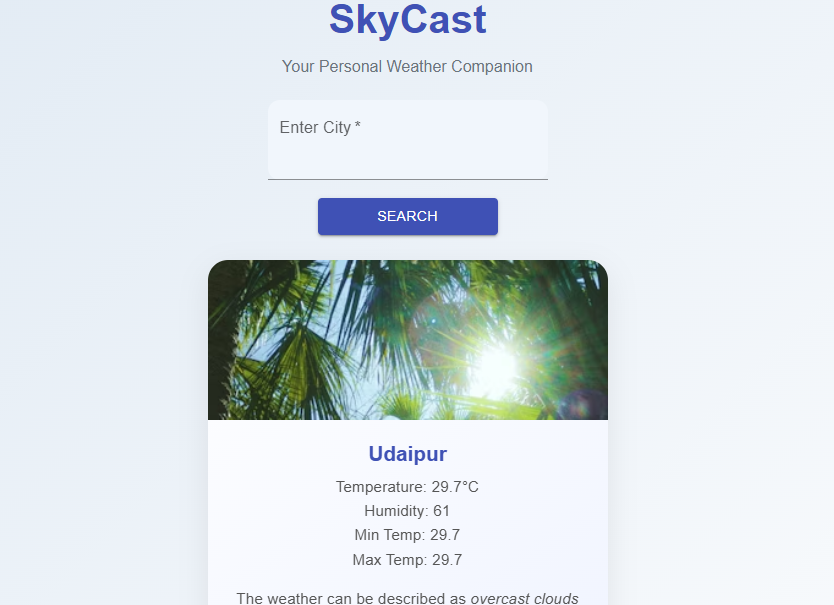 SkyCast
Your Personal Weather Companion
Enter City *
SEARCH
Udaipur
Temperature: 29.7°C
Humidity: 61
Min Temp: 29.7
Max Temp: 29.7
The weather can be described as overcast clouds